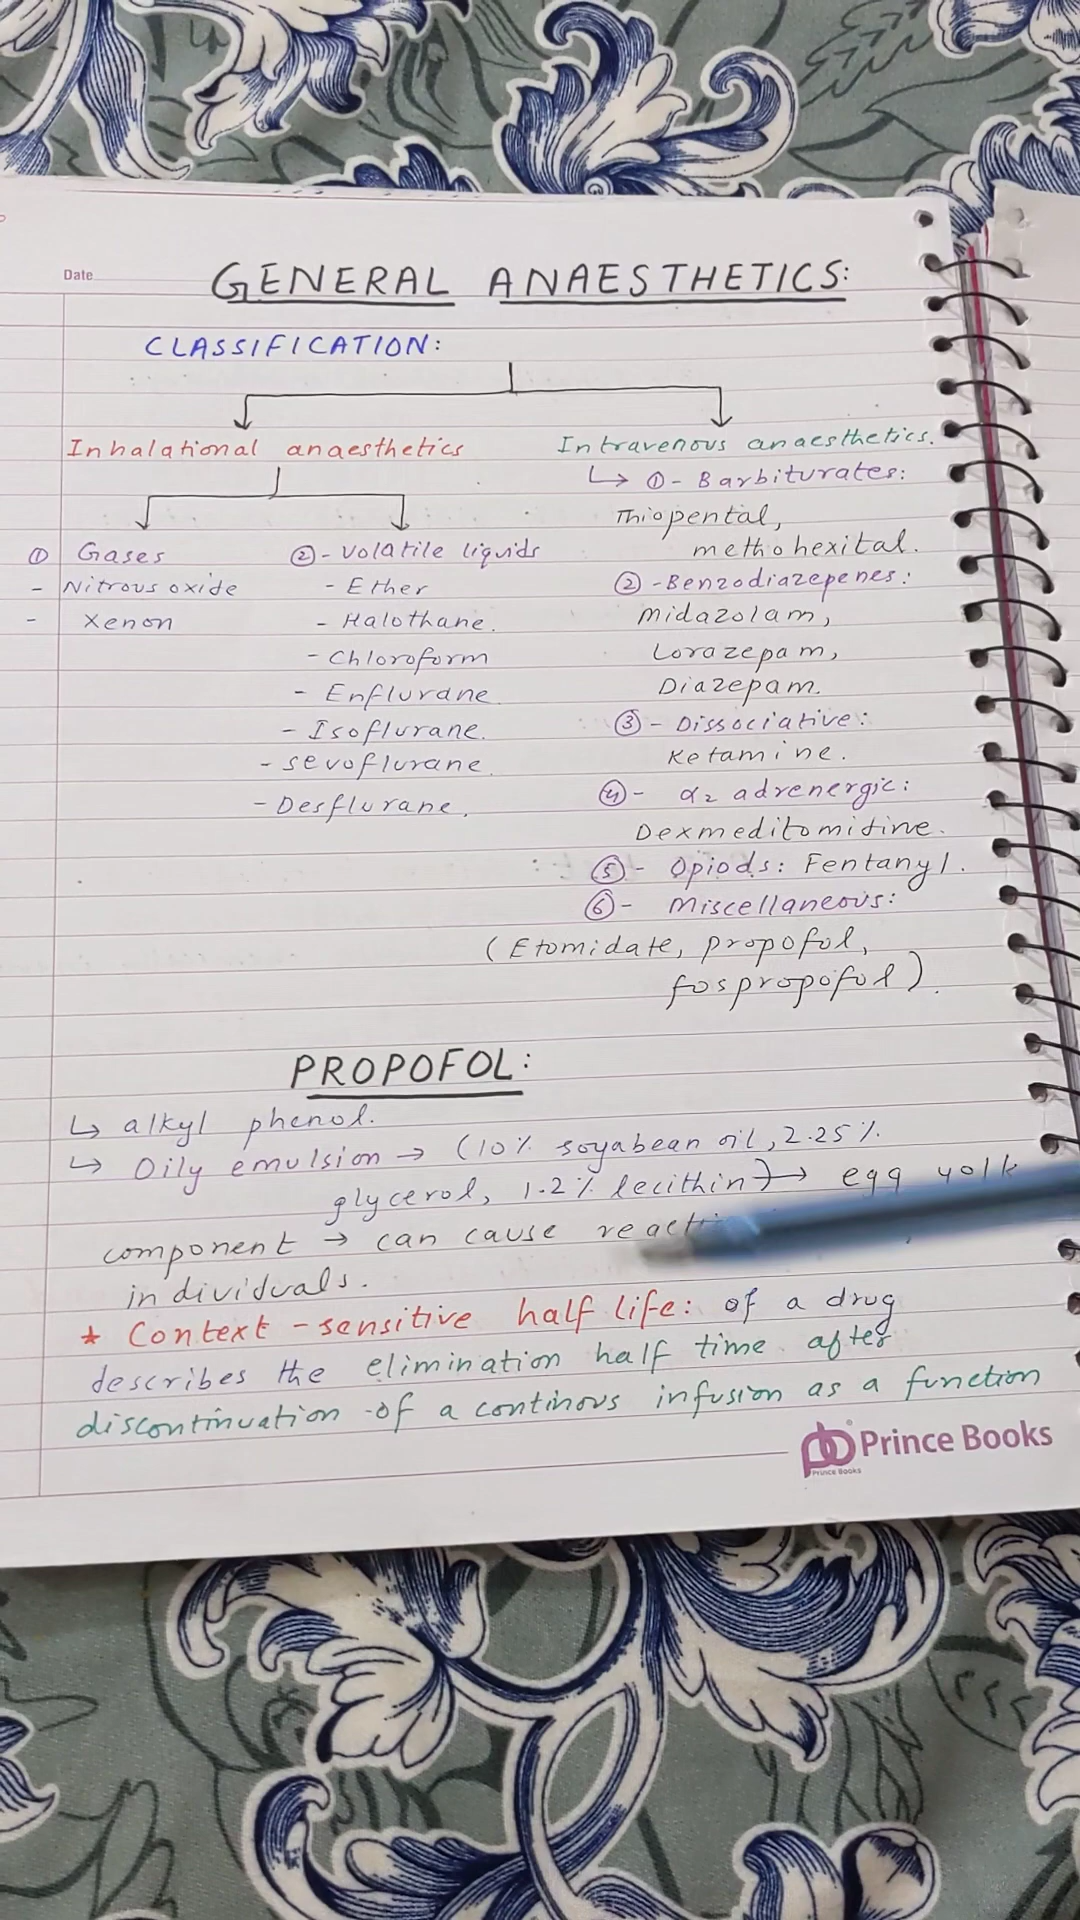 Date
GENERAL ANAESTHETICS:
CLASSIFICATION:
Inhalational anaesthetics
① Gases
- Nitrous oxide
- Xenon
② - Volatile liquids
- Ether
- Halothane.
- Chloroform
- Enflurane
- Isoflurane.
- sevoflurane.
- Desflurane.
Intravenous anaesthetics.
↳ ① - Barbiturates:
Thiopental,
methohexital.
② - Benzodiazepenes:
midazolam,
Lorazepam,
Diazepam.
③ - Dissociative:
Ketamine.
④ - α2 adrenergic:
Dexmeditomidine.
⑤ - Opiods: Fentanyl.
⑥ - Miscellaneous:
(Etomidate, propofol,
fospropofol).
PROPOFOL:
↳ alkyl phenol.
↳ Oily emulsion → (10% soyabean oil, 2.25%
glycerol, 1.2% lecithin) → egg yolk
component → can cause
individuals.
* Context-sensitive half life: of a drug
describes the elimination half time after
discontinuation of a continous infusion as a function
Prince Books
Prince Books